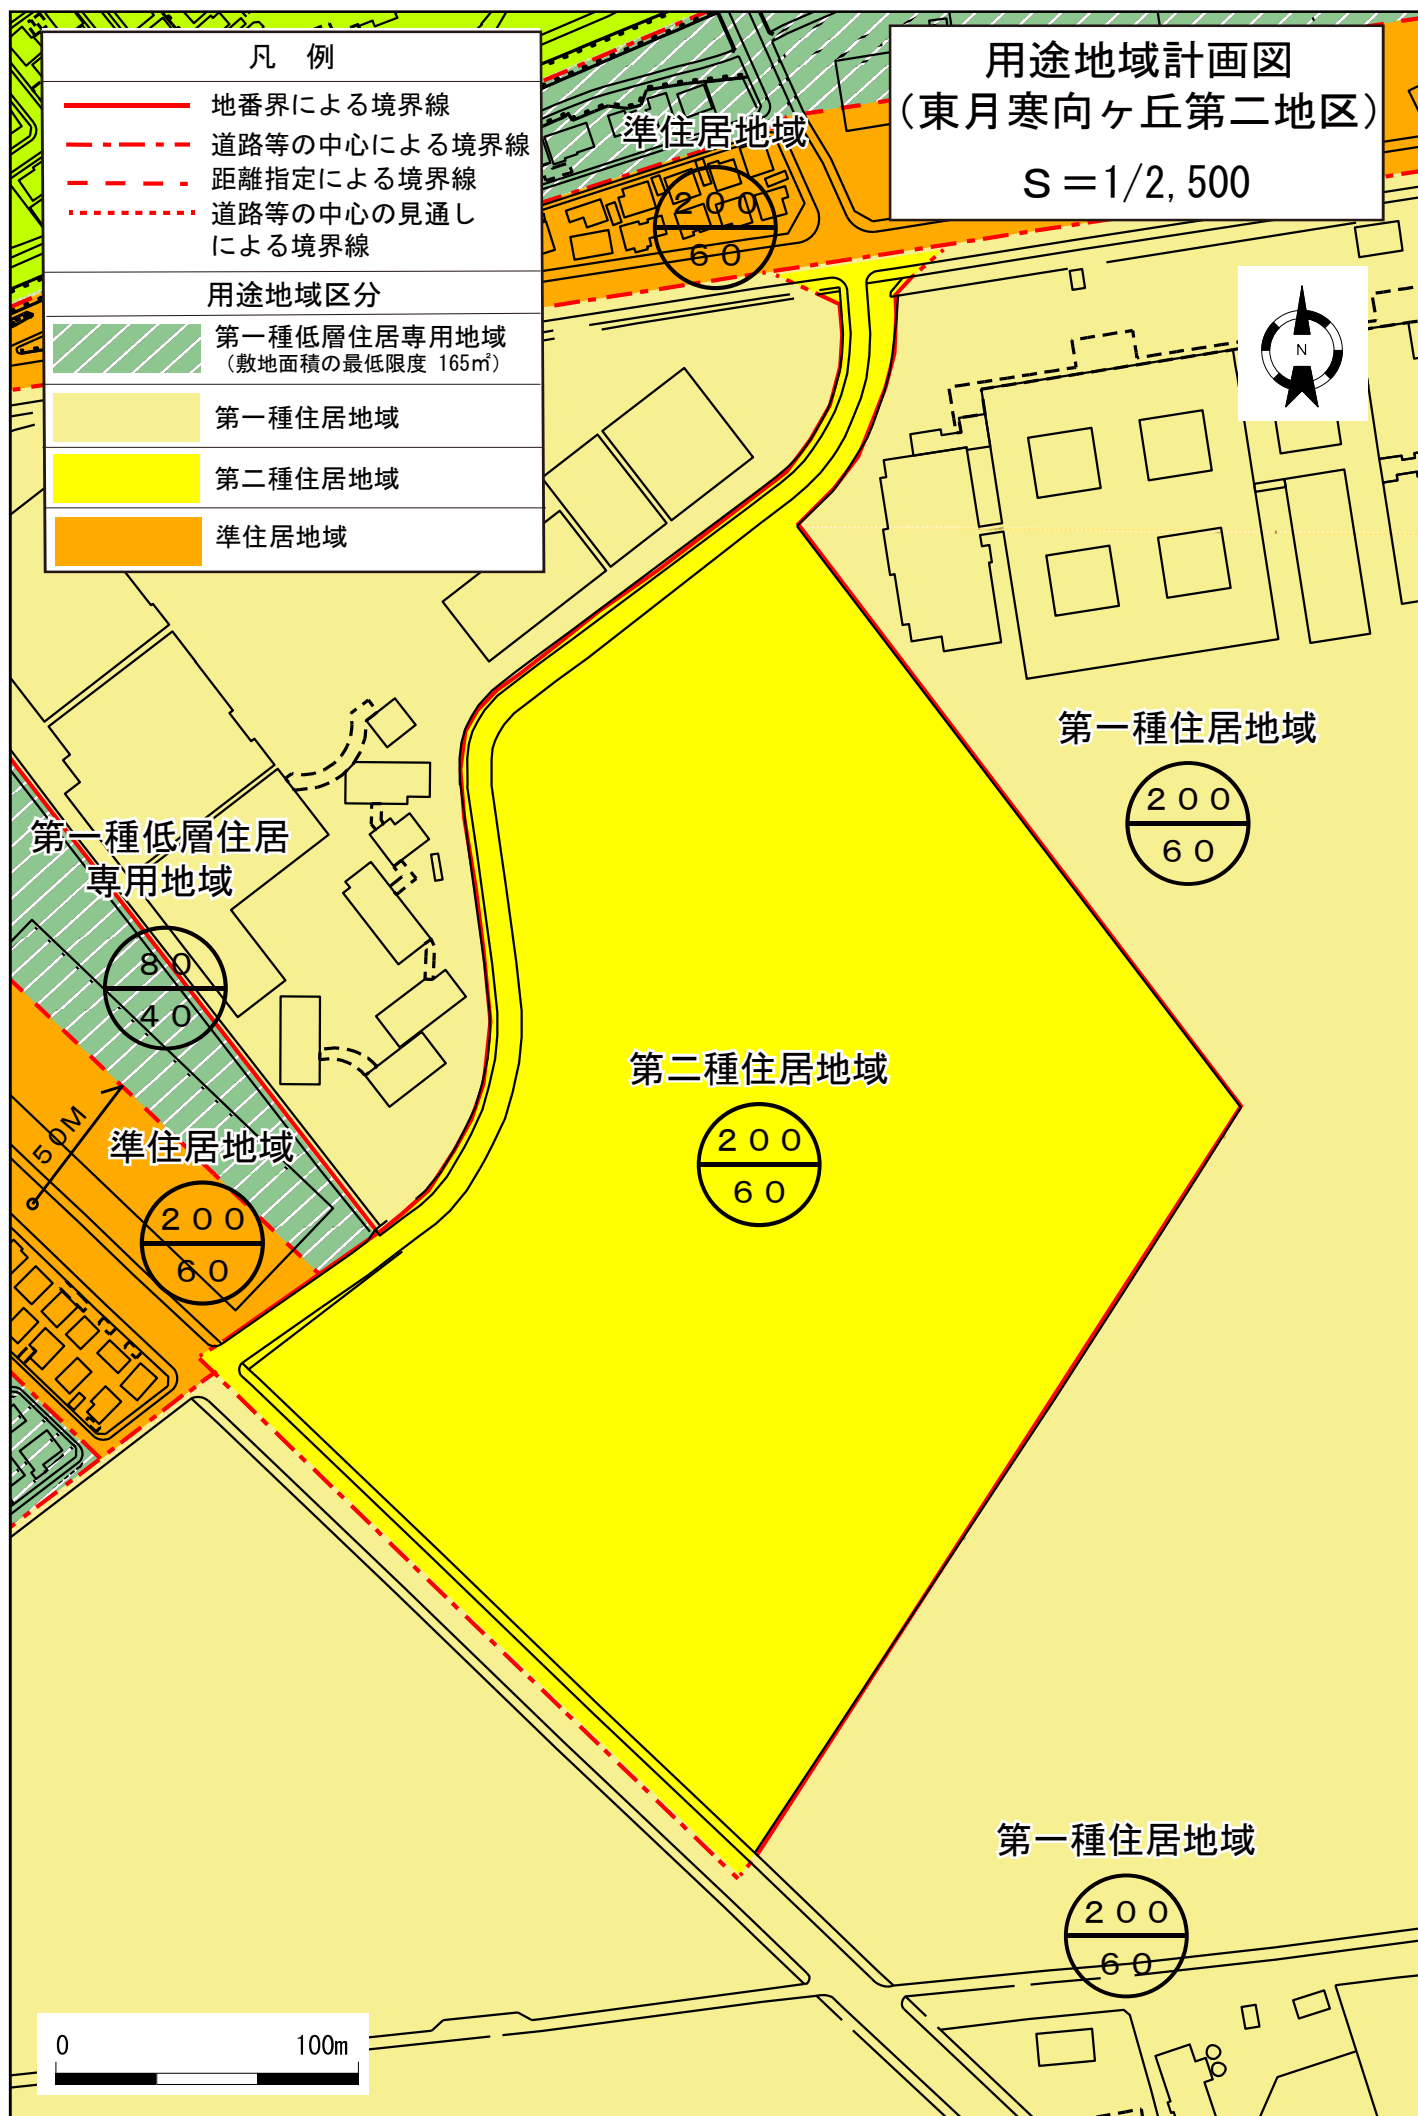 用途地域計画図
(東月寒向ヶ丘第二地区)
S=1/2,500
凡 例
地番界による境界線
道路等の中心による境界線
距離指定による境界線
道路等の中心の見通し
による境界線
用途地域区分
第一種低層住居専用地域
(敷地面積の最低限度 165㎡)
第一種住居地域
第二種住居地域
準住居地域
準住居地域
200
60
N
第一種住居地域
200
60
第一種低層住居
専用地域
80
40
50M
準住居地域
200
60
第二種住居地域
200
60
第一種住居地域
200
60
0 100m